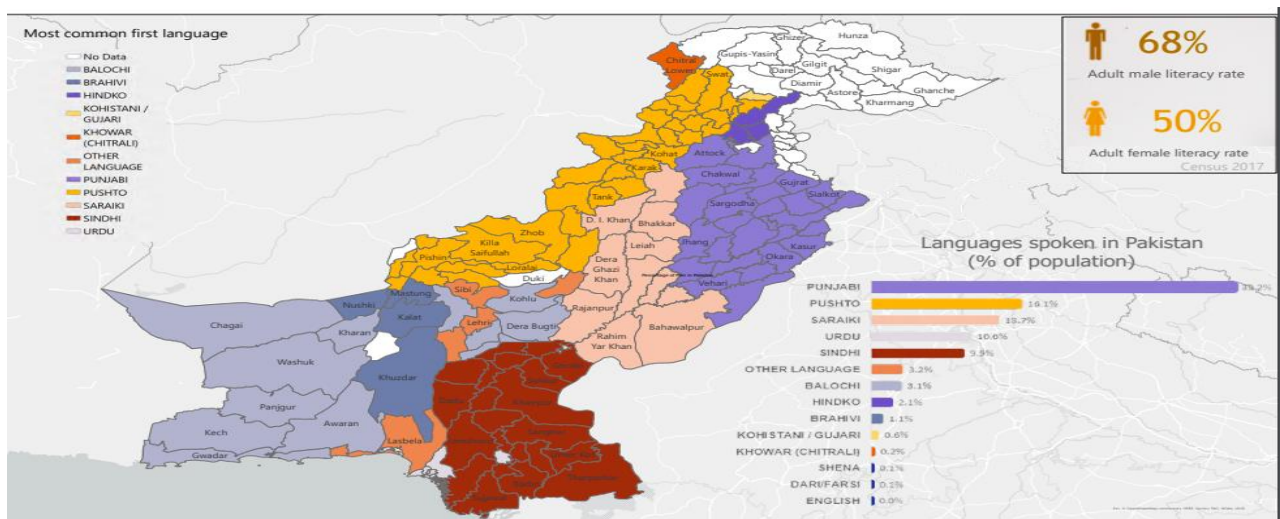 Most common first language
No Data
BALOCHI
BRAHIVI
HINDKO
KOHISTANI /
GUJARI
KHOWAR
(CHITRALI)
OTHER
LANGUAGE
PUNJABI
PUSHTO
SARAIKI
SINDHI
URDU
68%
Adult male literacy rate
50%
Adult female literacy rate
Census 2017
Hunza
Ghizer
Gupis-Yasin
Chitral
Lower
Gilgit
Darel
Shigar
Swat
Diamir
Ghanche
Astore
Kharmang
Kohat
Attock
Karak
Chakwal
Gujrat
Sialkot
Tank
Sargodha
D. I. Khan
Bhakkar
Zhob
Killa
Saifullah
Pishin
Leiah
Jhang
Kasur
Okara
Loralai
Dera
Ghazi
Khan
Duki
Vehari
Sibi
Mastung
Nushki
Kohlu
Rajanpur
Kalat
Chagai
Lehri
Dera Bugti
Bahawalpur
Kharan
Rahim
Yar Khan
Washuk
Khuzdar
Panjgur
Awaran
Kech
Lasbela
Gwadar
Languages spoken in Pakistan
(% of population)
PUNJABI
PUSHTO 16.1%
SARAIKI 13.7%
URDU 10.6%
SINDHI 9.9%
OTHER LANGUAGE 3.2%
BALOCHI 3.1%
HINDKO 2.1%
BRAHIVI 1.1%
KOHISTANI / GUJARI 0.6%
KHOWAR (CHITRALI) 0.2%
SHENA 0.1%
DARI/FARSI 0.1%
ENGLISH 0.0%